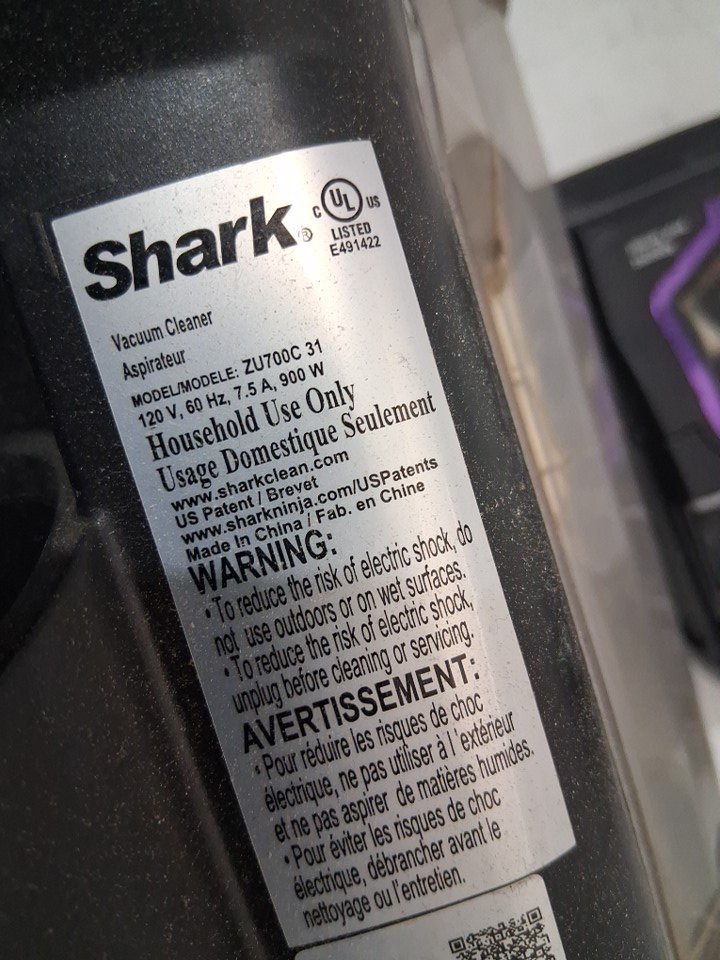 Shark®
C UL US
LISTED
E491422
Vacuum Cleaner
Aspirateur
MODEL/MODELE: ZU700C 31
120 V, 60 Hz, 7.5 A, 900 W
Household Use Only
Usage Domestique Seulement
www.sharkclean.com
US Patent / Brevet
www.sharkninja.com/USPatents
Made In China / Fab. en Chine
WARNING:
• To reduce the risk of electric shock, do
not use outdoors or on wet surfaces.
• To reduce the risk of electric shock,
unplug before cleaning or servicing.
AVERTISSEMENT:
• Pour réduire les risques de choc
électrique, ne pas utiliser à l'extérieur
et ne pas aspirer de matières humides.
• Pour éviter les risques de choc
électrique, débrancher avant le
nettoyage ou l'entretien.